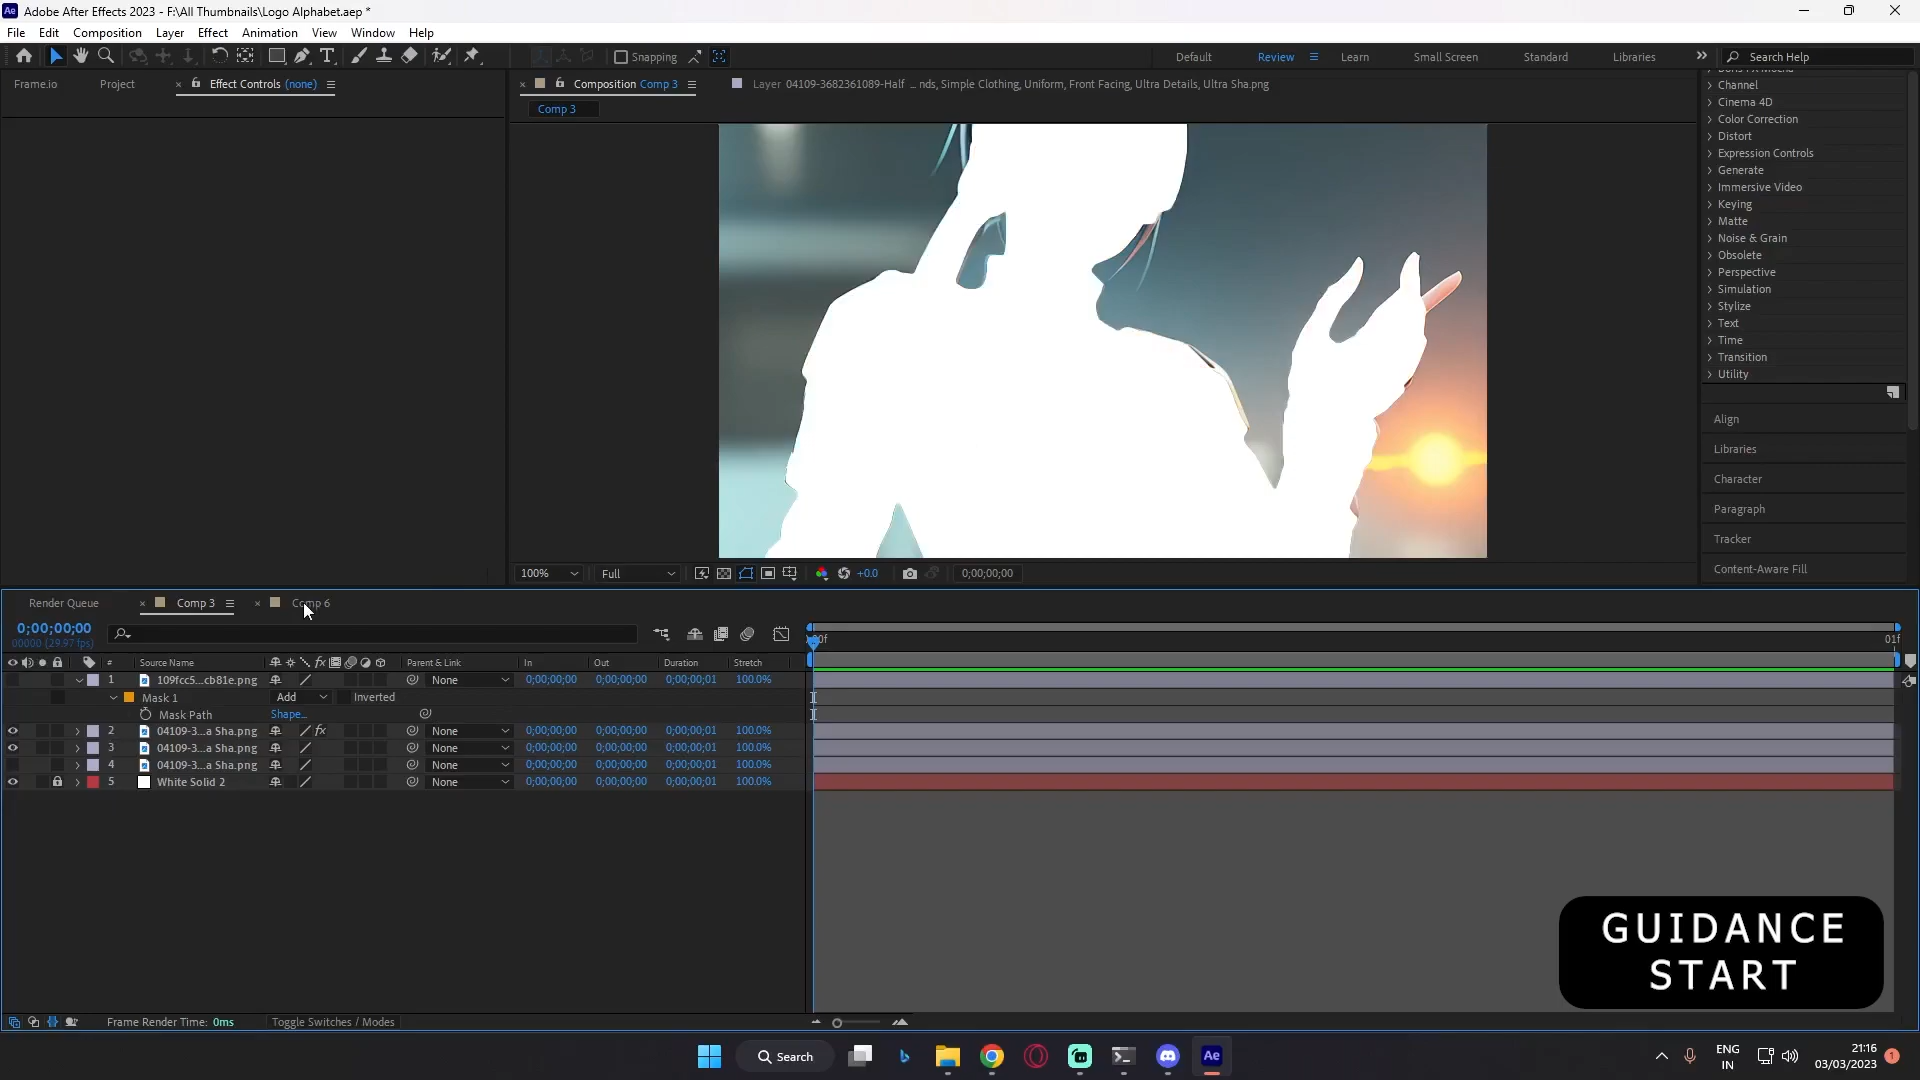 Adobe After Effects 2023 - F:\All Thumbnails\Logo Alphabet.aep *
File Edit Composition Layer Effect Animation View Window Help
Snapping
Default Review Learn Small Screen Standard Libraries
Search Help
Frame.io Project Effect Controls (none)
Composition Comp 3
Layer 04109-3682361089-Half ... nds, Simple Clothing, Uniform, Front Facing, Ultra Details, Ultra Sha.png
Comp 3
Channel
Cinema 4D
Color Correction
Distort
Expression Controls
Generate
Immersive Video
Keying
Matte
Noise & Grain
Obsolete
Perspective
Simulation
Stylize
Text
Time
Transition
Utility
Align
Libraries
Character
Paragraph
Tracker
Content-Aware Fill
100% Full +0.0 0;00;00;00
Render Queue Comp 3 Comp 6
0;00;00;00
00000 (29.97 fps)
01f
# Source Name Parent & Link In Out Duration Stretch
1 109fcc5...cb81e.png None 0;00;00;00 0;00;00;00 0;00;00;01 100.0%
Mask 1 Add Inverted
Mask Path Shape...
2 04109-3...a Sha.png fx None 0;00;00;00 0;00;00;00 0;00;00;01 100.0%
3 04109-3...a Sha.png None 0;00;00;00 0;00;00;00 0;00;00;01 100.0%
4 04109-3...a Sha.png None 0;00;00;00 0;00;00;00 0;00;00;01 100.0%
5 White Solid 2 None 0;00;00;00 0;00;00;00 0;00;00;01 100.0%
GUIDANCE
START
Frame Render Time: 0ms Toggle Switches / Modes
Search
Ae
ENG
IN
21:16
03/03/2023
1